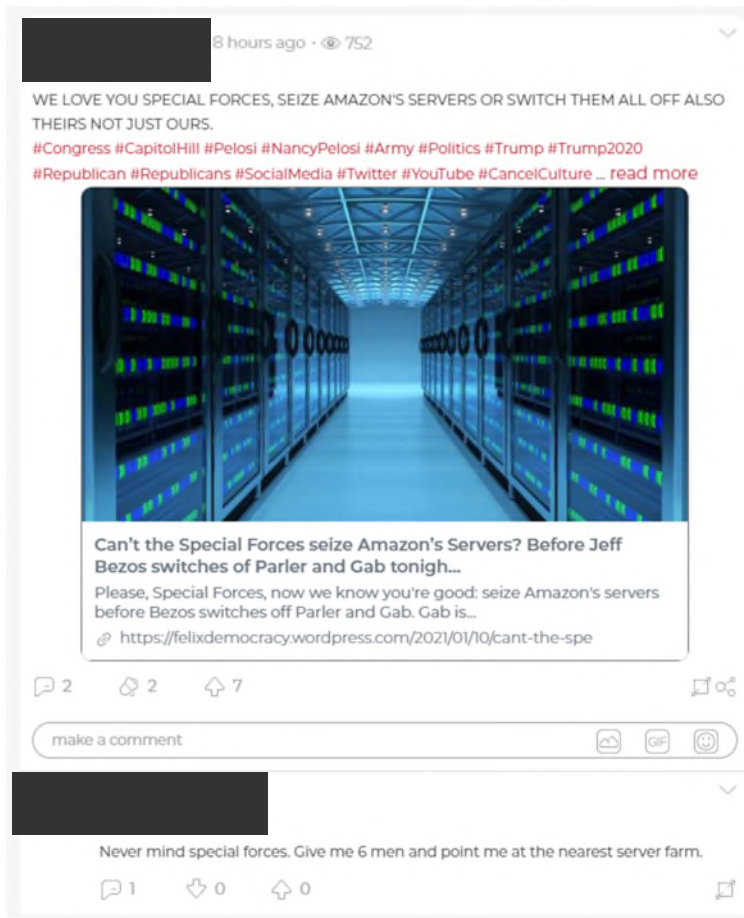 8 hours ago · 752
WE LOVE YOU SPECIAL FORCES, SEIZE AMAZON'S SERVERS OR SWITCH THEM ALL OFF ALSO
THEIRS NOT JUST OURS.
#Congress #CapitolHill #Pelosi #NancyPelosi #Army #Politics #Trump #Trump2020
#Republican #Republicans #SocialMedia #Twitter #YouTube #CancelCulture ... read more
Can't the Special Forces seize Amazon's Servers? Before Jeff
Bezos switches of Parler and Gab tonigh...
Please, Special Forces, now we know you're good: seize Amazon's servers
before Bezos switches off Parler and Gab. Gab is...
https://felixdemocracy.wordpress.com/2021/01/10/cant-the-spe
2 2 7
make a comment GIF
Never mind special forces. Give me 6 men and point me at the nearest server farm.
1 0 0